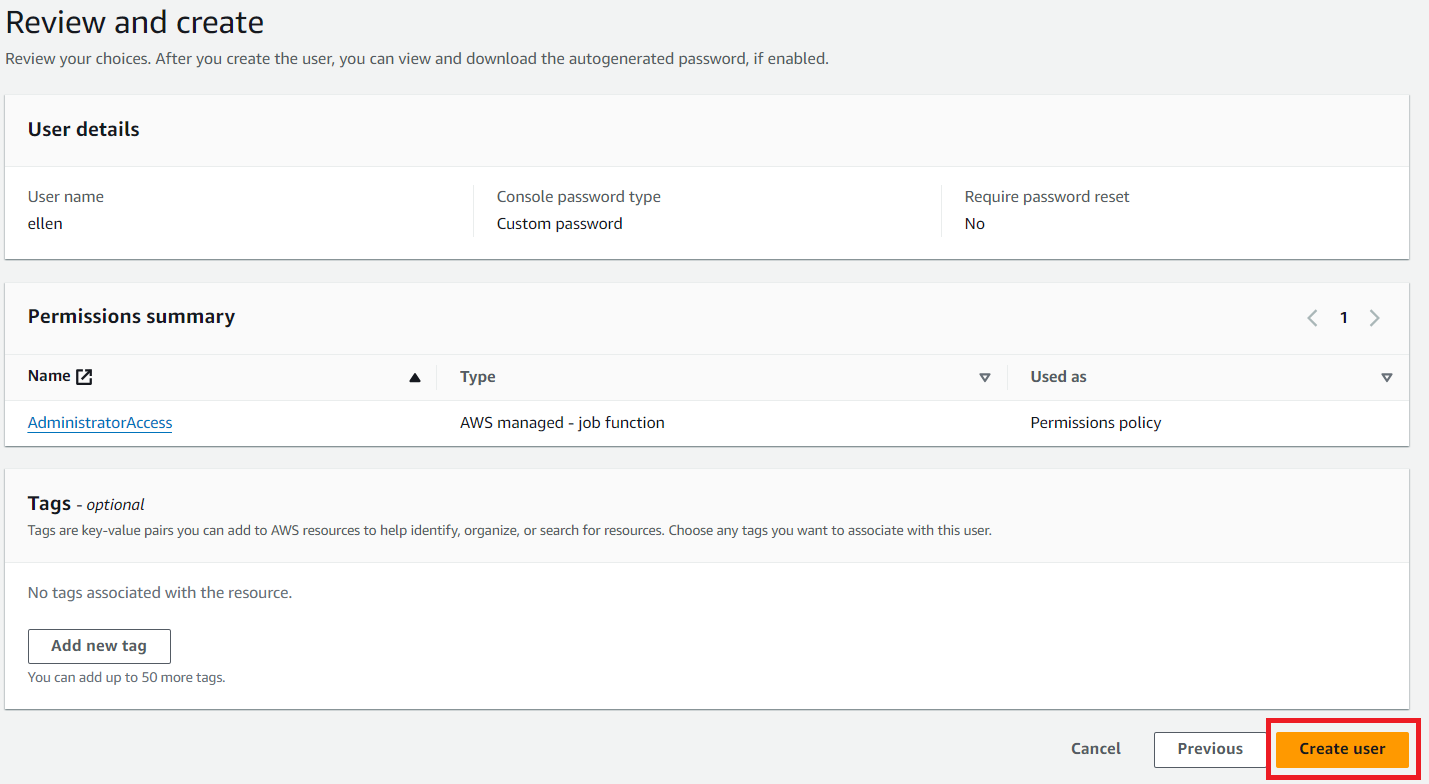 Review and create
Review your choices. After you create the user, you can view and download the autogenerated password, if enabled.
User details
User name
ellen
Console password type
Custom password
Require password reset
No
Permissions summary
1
Name Type Used as
AdministratorAccess AWS managed - job function Permissions policy
Tags - optional
Tags are key-value pairs you can add to AWS resources to help identify, organize, or search for resources. Choose any tags you want to associate with this user.
No tags associated with the resource.
Add new tag
You can add up to 50 more tags.
Cancel Previous Create user